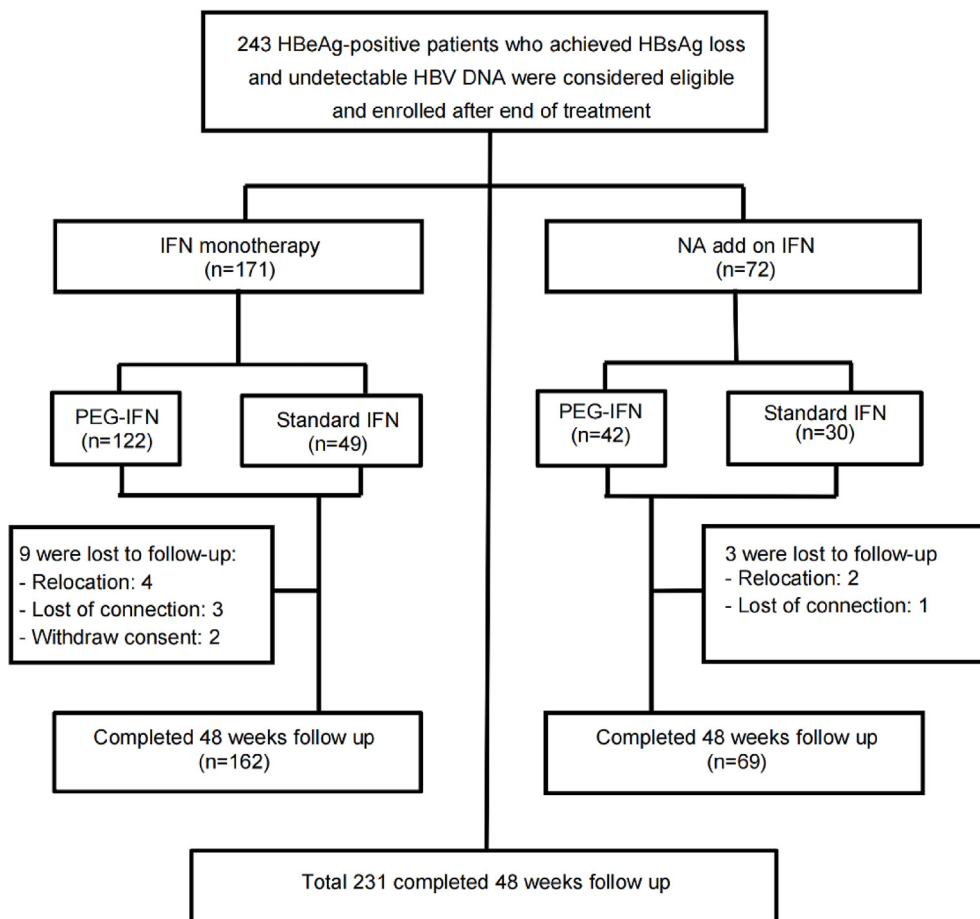 243 HBeAg-positive patients who achieved HBsAg loss
and undetectable HBV DNA were considered eligible
and enrolled after end of treatment
IFN monotherapy
(n=171)
NA add on IFN
(n=72)
PEG-IFN
(n=122)
Standard IFN
(n=49)
PEG-IFN
(n=42)
Standard IFN
(n=30)
9 were lost to follow-up:
- Relocation: 4
- Lost of connection: 3
- Withdraw consent: 2
3 were lost to follow-up
- Relocation: 2
- Lost of connection: 1
Completed 48 weeks follow up
(n=162)
Completed 48 weeks follow up
(n=69)
Total 231 completed 48 weeks follow up